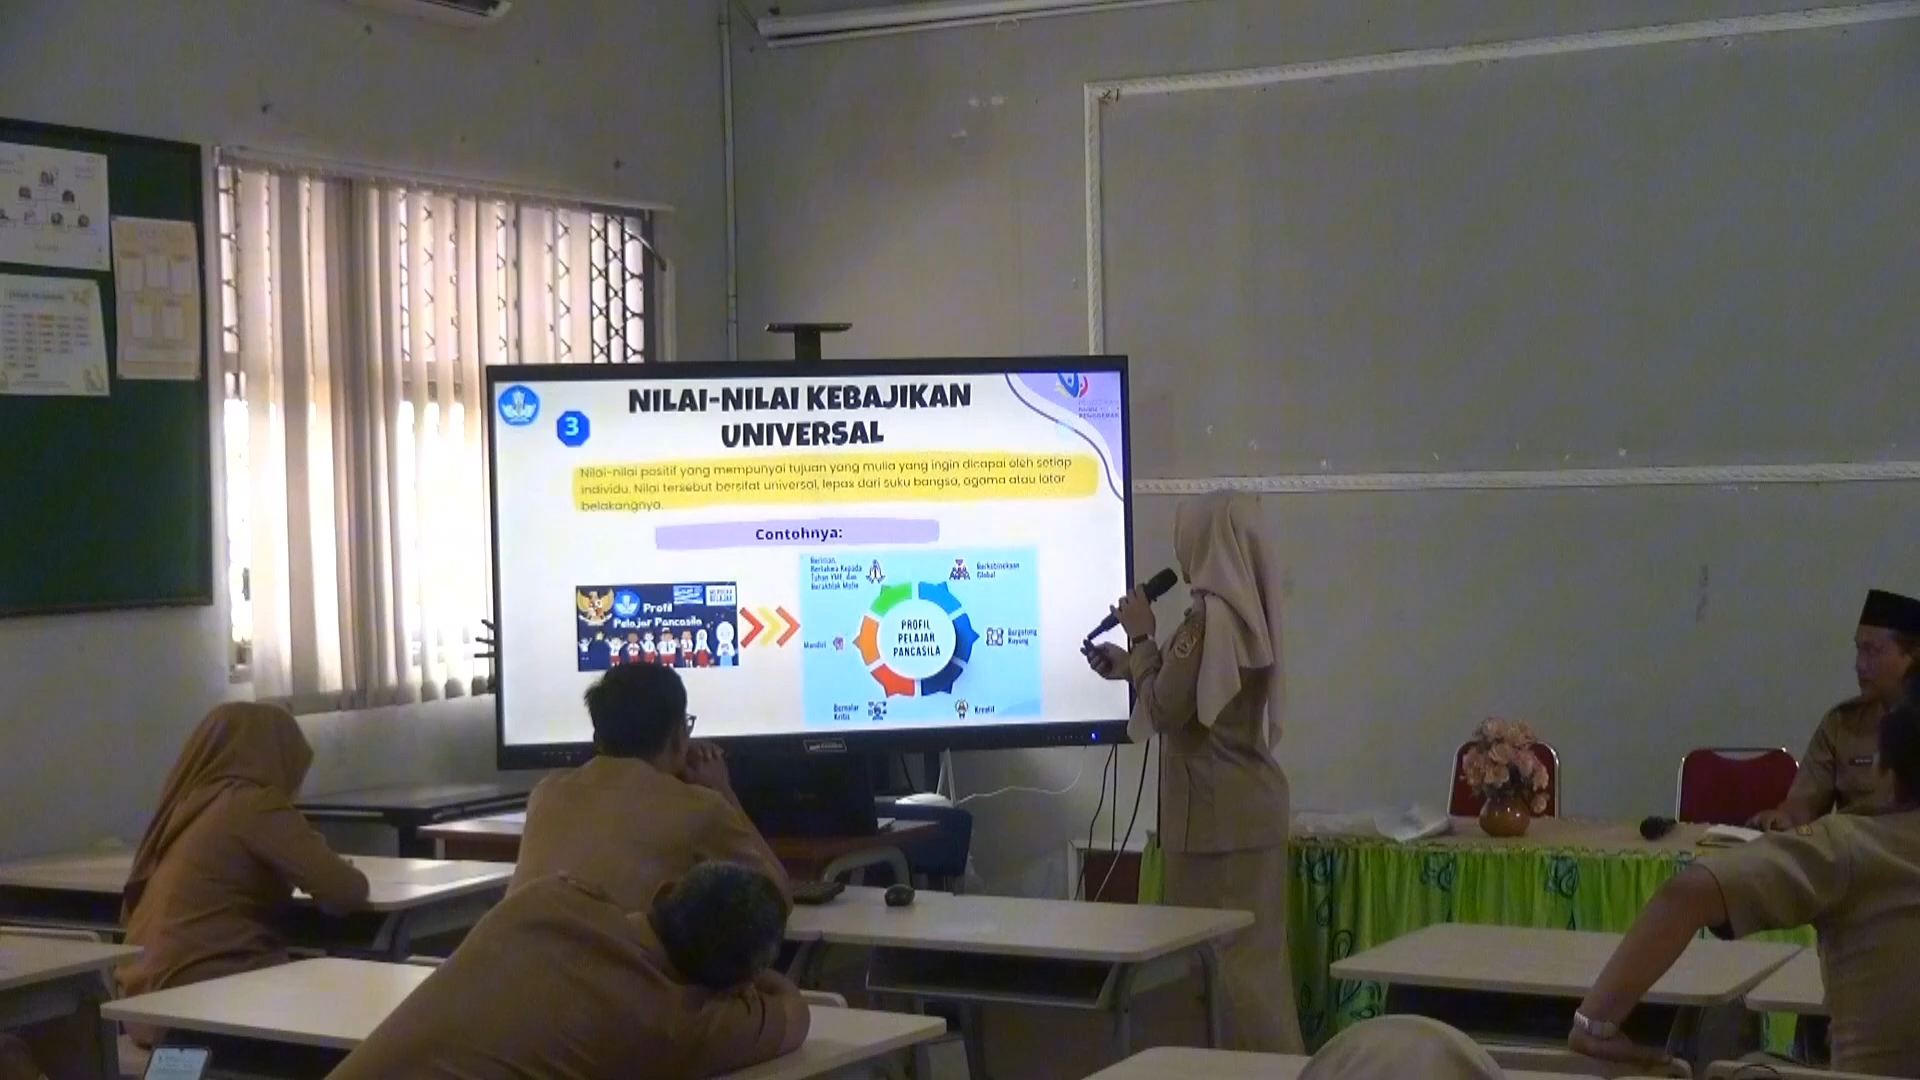 NILAI-NILAI KEBAJIKAN
UNIVERSAL
3
Nilai-nilai positif yang mempunyai tujuan yang mulia yang ingin dicapai oleh setiap
individu. Nilai tersebut bersifat universal, lepas dari suku bangsa, agama atau latar
belakangnya.
Contohnya:
Profil
Pelajar Pancasila
MERDEKA
BELAJAR
Beriman,
Bertakwa Kepada
Tuhan YME, dan
Berakhlak Mulia
Berkebinekaan
Global
Mandiri
PROFIL
PELAJAR
PANCASILA
Bergotong
Royong
Bernalar
Kritis
Kreatif